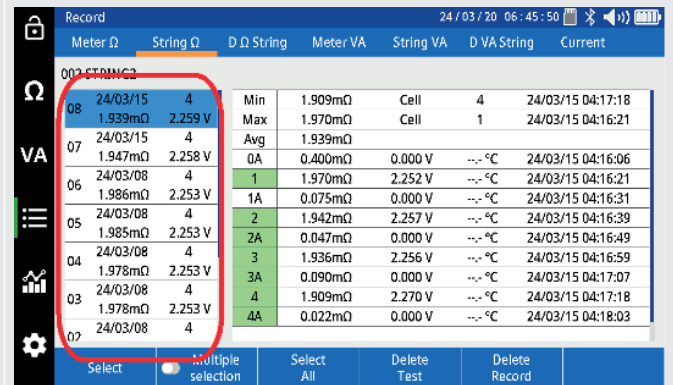 Record 24/03/20 06:45:50
Meter Ω String Ω D Ω String Meter VA String VA D VA String Current
002 STRING2
Ω
VA
08 24/03/15 4
1.939mΩ 2.259 V
07 24/03/15 4
1.947mΩ 2.258 V
06 24/03/08 4
1.986mΩ 2.253 V
05 24/03/08 4
1.985mΩ 2.253 V
04 24/03/08 4
1.978mΩ 2.253 V
03 24/03/08 4
1.978mΩ 2.253 V
02 24/03/08 4
Min 1.909mΩ Cell 4 24/03/15 04:17:18
Max 1.970mΩ Cell 1 24/03/15 04:16:21
Avg 1.939mΩ
0A 0.400mΩ 0.000 V --.- °C 24/03/15 04:16:06
1 1.970mΩ 2.252 V --.- °C 24/03/15 04:16:21
1A 0.075mΩ 0.000 V --.- °C 24/03/15 04:16:31
2 1.942mΩ 2.257 V --.- °C 24/03/15 04:16:39
2A 0.047mΩ 0.000 V --.- °C 24/03/15 04:16:49
3 1.936mΩ 2.256 V --.- °C 24/03/15 04:16:59
3A 0.090mΩ 0.000 V --.- °C 24/03/15 04:17:07
4 1.909mΩ 2.270 V --.- °C 24/03/15 04:17:18
4A 0.022mΩ 0.000 V --.- °C 24/03/15 04:18:03
Select
Multiple
selection
Select
All
Delete
Test
Delete
Record